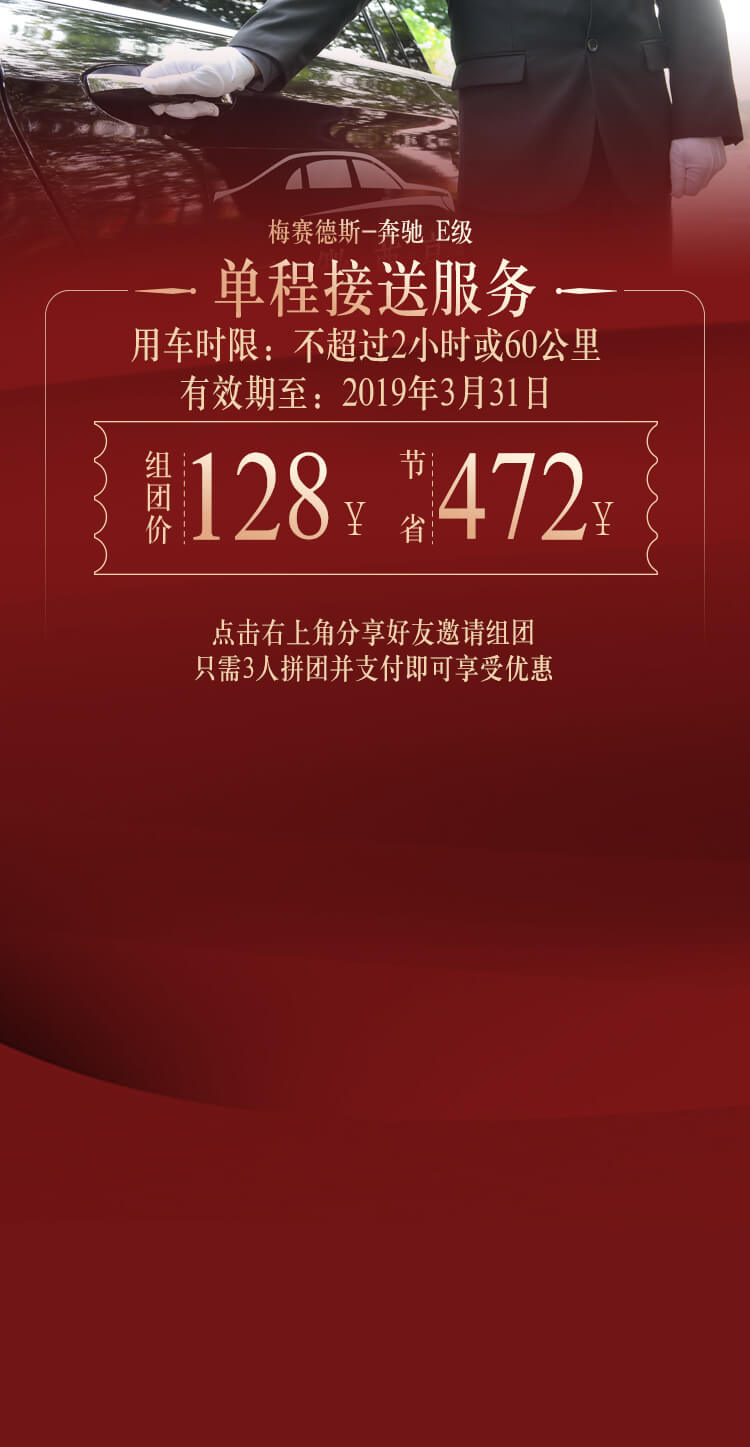 梅赛德斯-奔驰 E级
单程接送服务
用车时限：不超过2小时或60公里
有效期至：2019年3月31日
组团价 128¥ 节省 472¥
点击右上角分享好友邀请组团
只需3人拼团并支付即可享受优惠